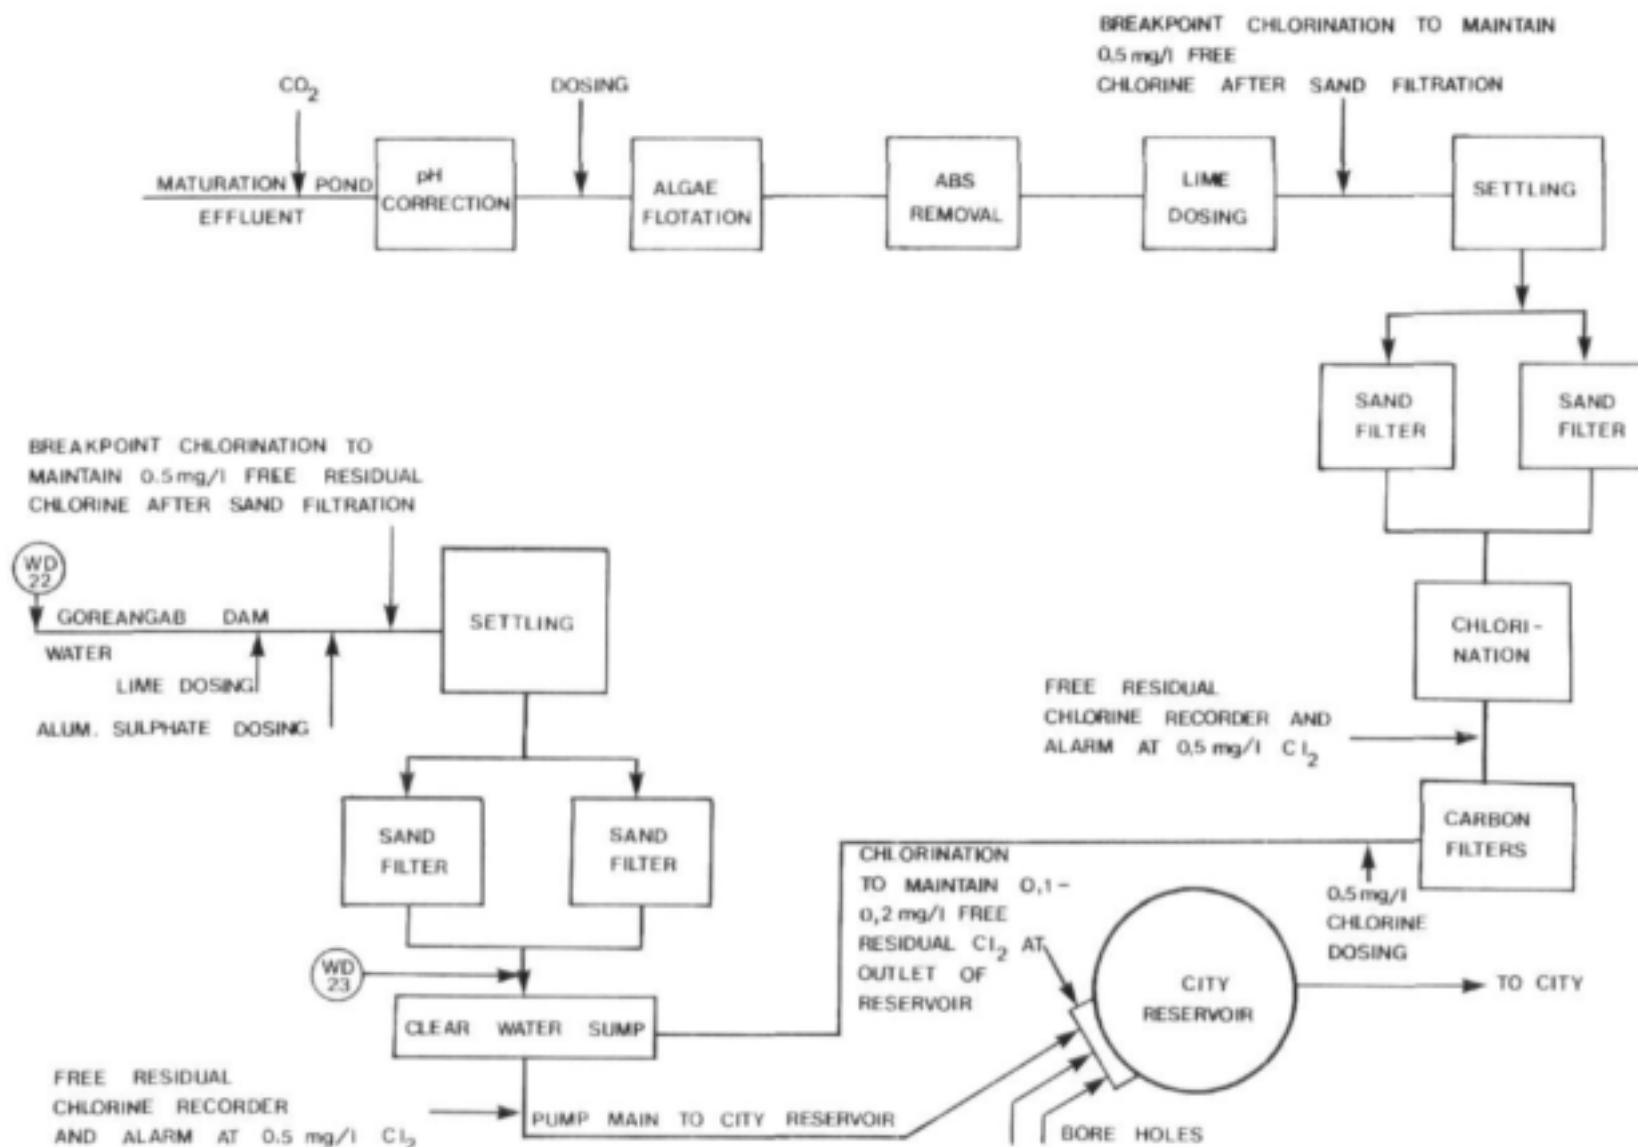 BREAKPOINT CHLORINATION TO MAINTAIN
0,5 mg/l FREE
CHLORINE AFTER SAND FILTRATION
CO2
DOSING
MATURATION POND
EFFLUENT
pH
CORRECTION
ALGAE
FLOTATION
ABS
REMOVAL
LIME
DOSING
SETTLING
SAND
FILTER
SAND
FILTER
BREAKPOINT CHLORINATION TO
MAINTAIN 0.5 mg/l FREE RESIDUAL
CHLORINE AFTER SAND FILTRATION
WD
22
GOREANGAB DAM
WATER
LIME DOSING
ALUM. SULPHATE DOSING
SETTLING
CHLORI-
NATION
FREE RESIDUAL
CHLORINE RECORDER AND
ALARM AT 0,5 mg/l Cl2
SAND
FILTER
SAND
FILTER
CARBON
FILTERS
CHLORINATION
TO MAINTAIN 0,1-
0,2 mg/l FREE
RESIDUAL Cl2 AT
OUTLET OF
RESERVOIR
0.5 mg/l
CHLORINE
DOSING
WD
23
CITY
RESERVOIR
TO CITY
CLEAR WATER SUMP
FREE RESIDUAL
CHLORINE RECORDER
AND ALARM AT 0.5 mg/l Cl2
PUMP MAIN TO CITY RESERVOIR
BORE HOLES